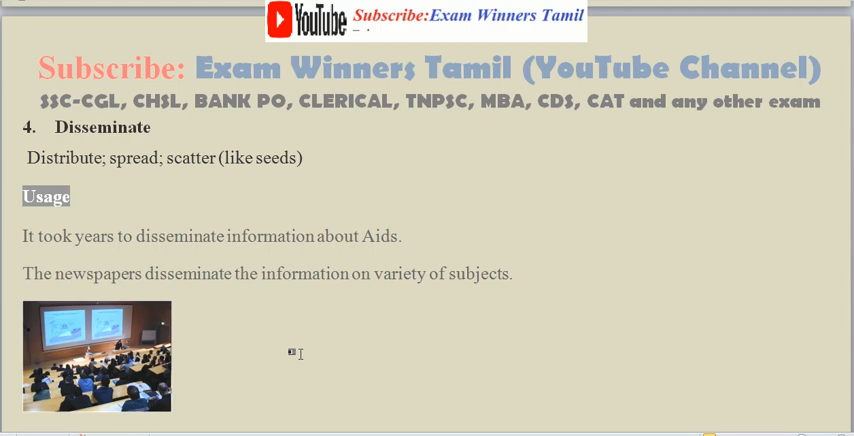 YouTube Subscribe:Exam Winners Tamil
Subscribe: Exam Winners Tamil (YouTube Channel)
SSC-CGL, CHSL, BANK PO, CLERICAL, TNPSC, MBA, CDS, CAT and any other exam
4. Disseminate
Distribute; spread; scatter (like seeds)
Usage
It took years to disseminate information about Aids.
The newspapers disseminate the information on variety of subjects.